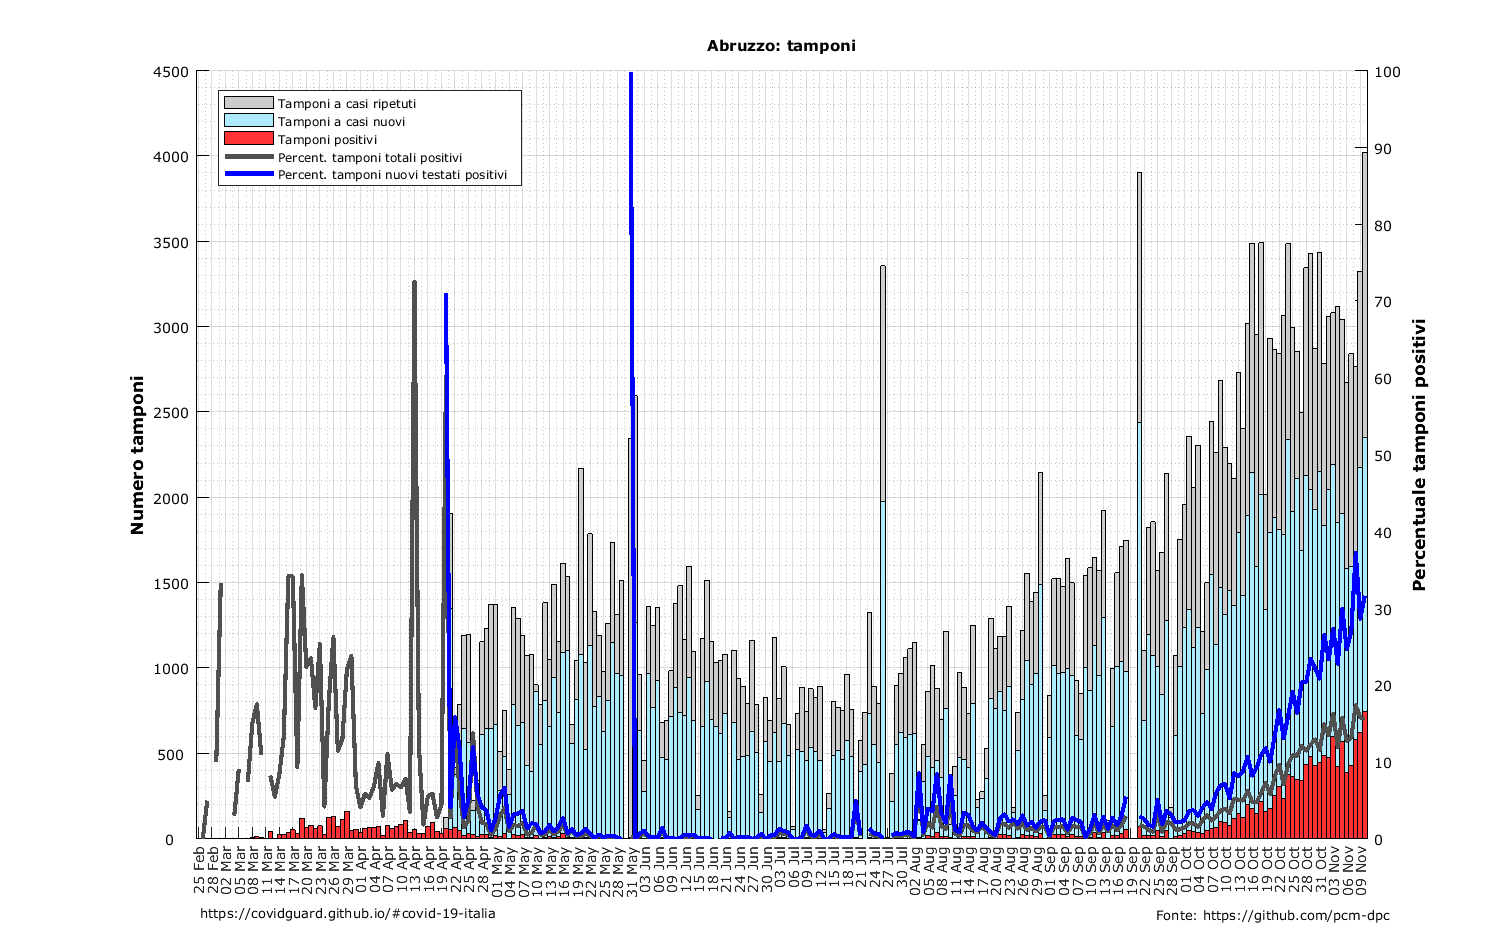 Abruzzo: tamponi
4500
4000
3500
3000
2500
2000
1500
1000
500
0
Numero tamponi
Tamponi a casi ripetuti
Tamponi a casi nuovi
Tamponi positivi
Percent. tamponi totali positivi
Percent. tamponi nuovi testati positivi
100
90
80
70
60
50
40
30
20
10
0
Percentuale tamponi positivi
25 Feb
28 Feb
02 Mar
05 Mar
08 Mar
11 Mar
14 Mar
17 Mar
20 Mar
23 Mar
26 Mar
29 Mar
01 Apr
04 Apr
07 Apr
10 Apr
13 Apr
16 Apr
19 Apr
22 Apr
25 Apr
28 Apr
01 May
04 May
07 May
10 May
13 May
16 May
19 May
22 May
25 May
28 May
31 May
03 Jun
06 Jun
09 Jun
12 Jun
15 Jun
18 Jun
21 Jun
24 Jun
27 Jun
30 Jun
03 Jul
06 Jul
09 Jul
12 Jul
15 Jul
18 Jul
21 Jul
24 Jul
27 Jul
30 Jul
02 Aug
05 Aug
08 Aug
11 Aug
14 Aug
17 Aug
20 Aug
23 Aug
26 Aug
29 Aug
01 Sep
04 Sep
07 Sep
10 Sep
13 Sep
16 Sep
19 Sep
22 Sep
25 Sep
28 Sep
01 Oct
04 Oct
07 Oct
10 Oct
13 Oct
16 Oct
19 Oct
22 Oct
25 Oct
28 Oct
31 Oct
03 Nov
06 Nov
09 Nov
https://covidguard.github.io/#covid-19-italia
Fonte: https://github.com/pcm-dpc